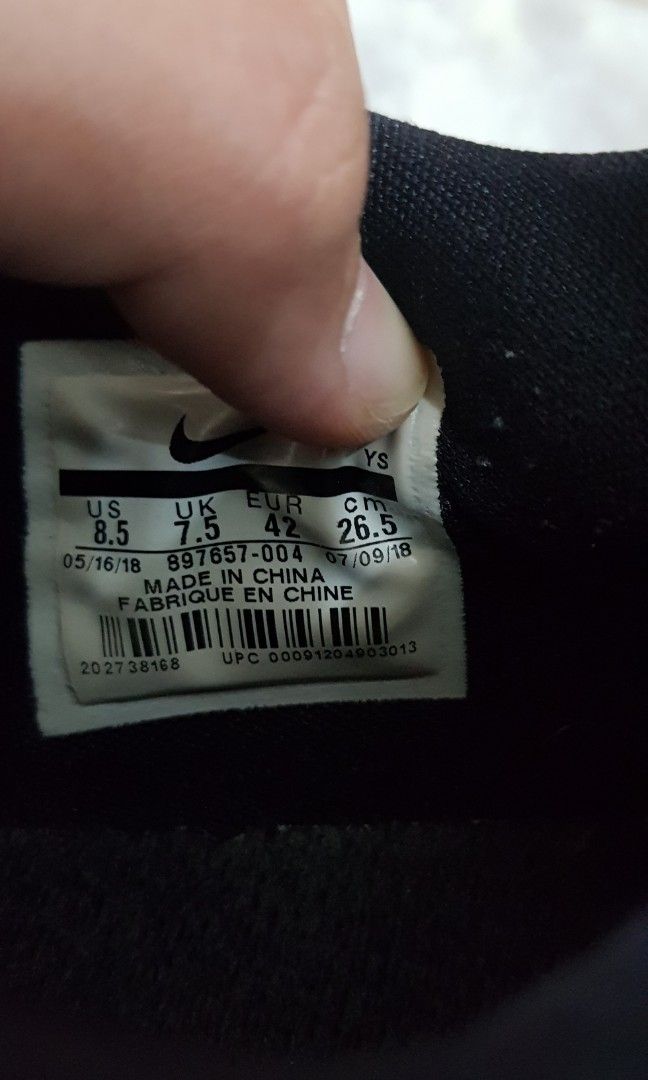 YS
US UK EUR cm
8.5 7.5 42 26.5
05/16/18 897657-004 07/09/18
MADE IN CHINA
FABRIQUE EN CHINE
202738168 UPC 00091204903013